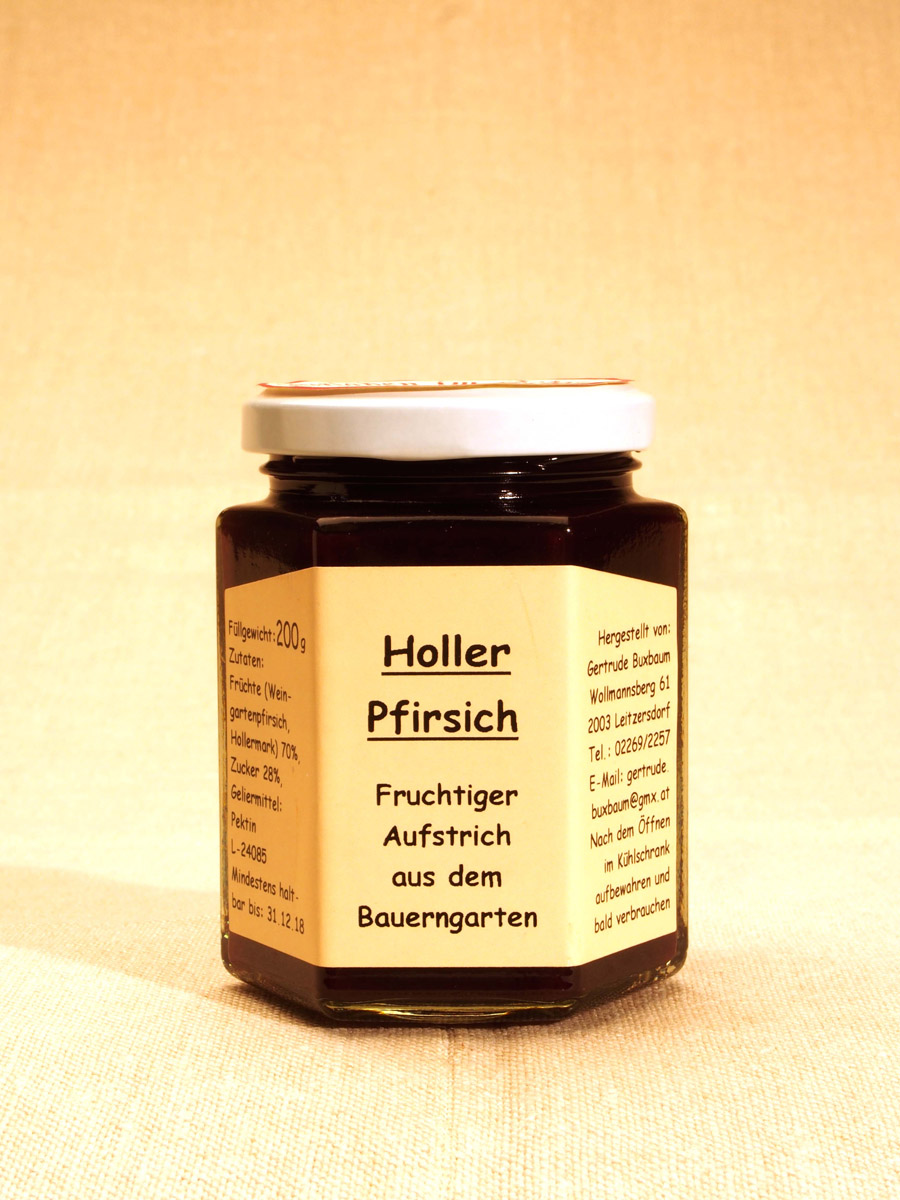 Füllgewicht: 200 g
Zutaten:
Früchte (Wein-
gartenpfirsich,
Hollermark) 70%,
Zucker 28%,
Geliermittel:
Pektin
L-24085
Mindestens halt-
bar bis: 31.12.18
Holler
Pfirsich
Fruchtiger
Aufstrich
aus dem
Bauerngarten
Hergestellt von:
Gertrude Buxbaum
Wollmannsberg 61
2003 Leitzersdorf
Tel.: 02269/2257
E-Mail: gertrude.
buxbaum@gmx.at
Nach dem Öffnen
im Kühlschrank
aufbewahren und
bald verbrauchen